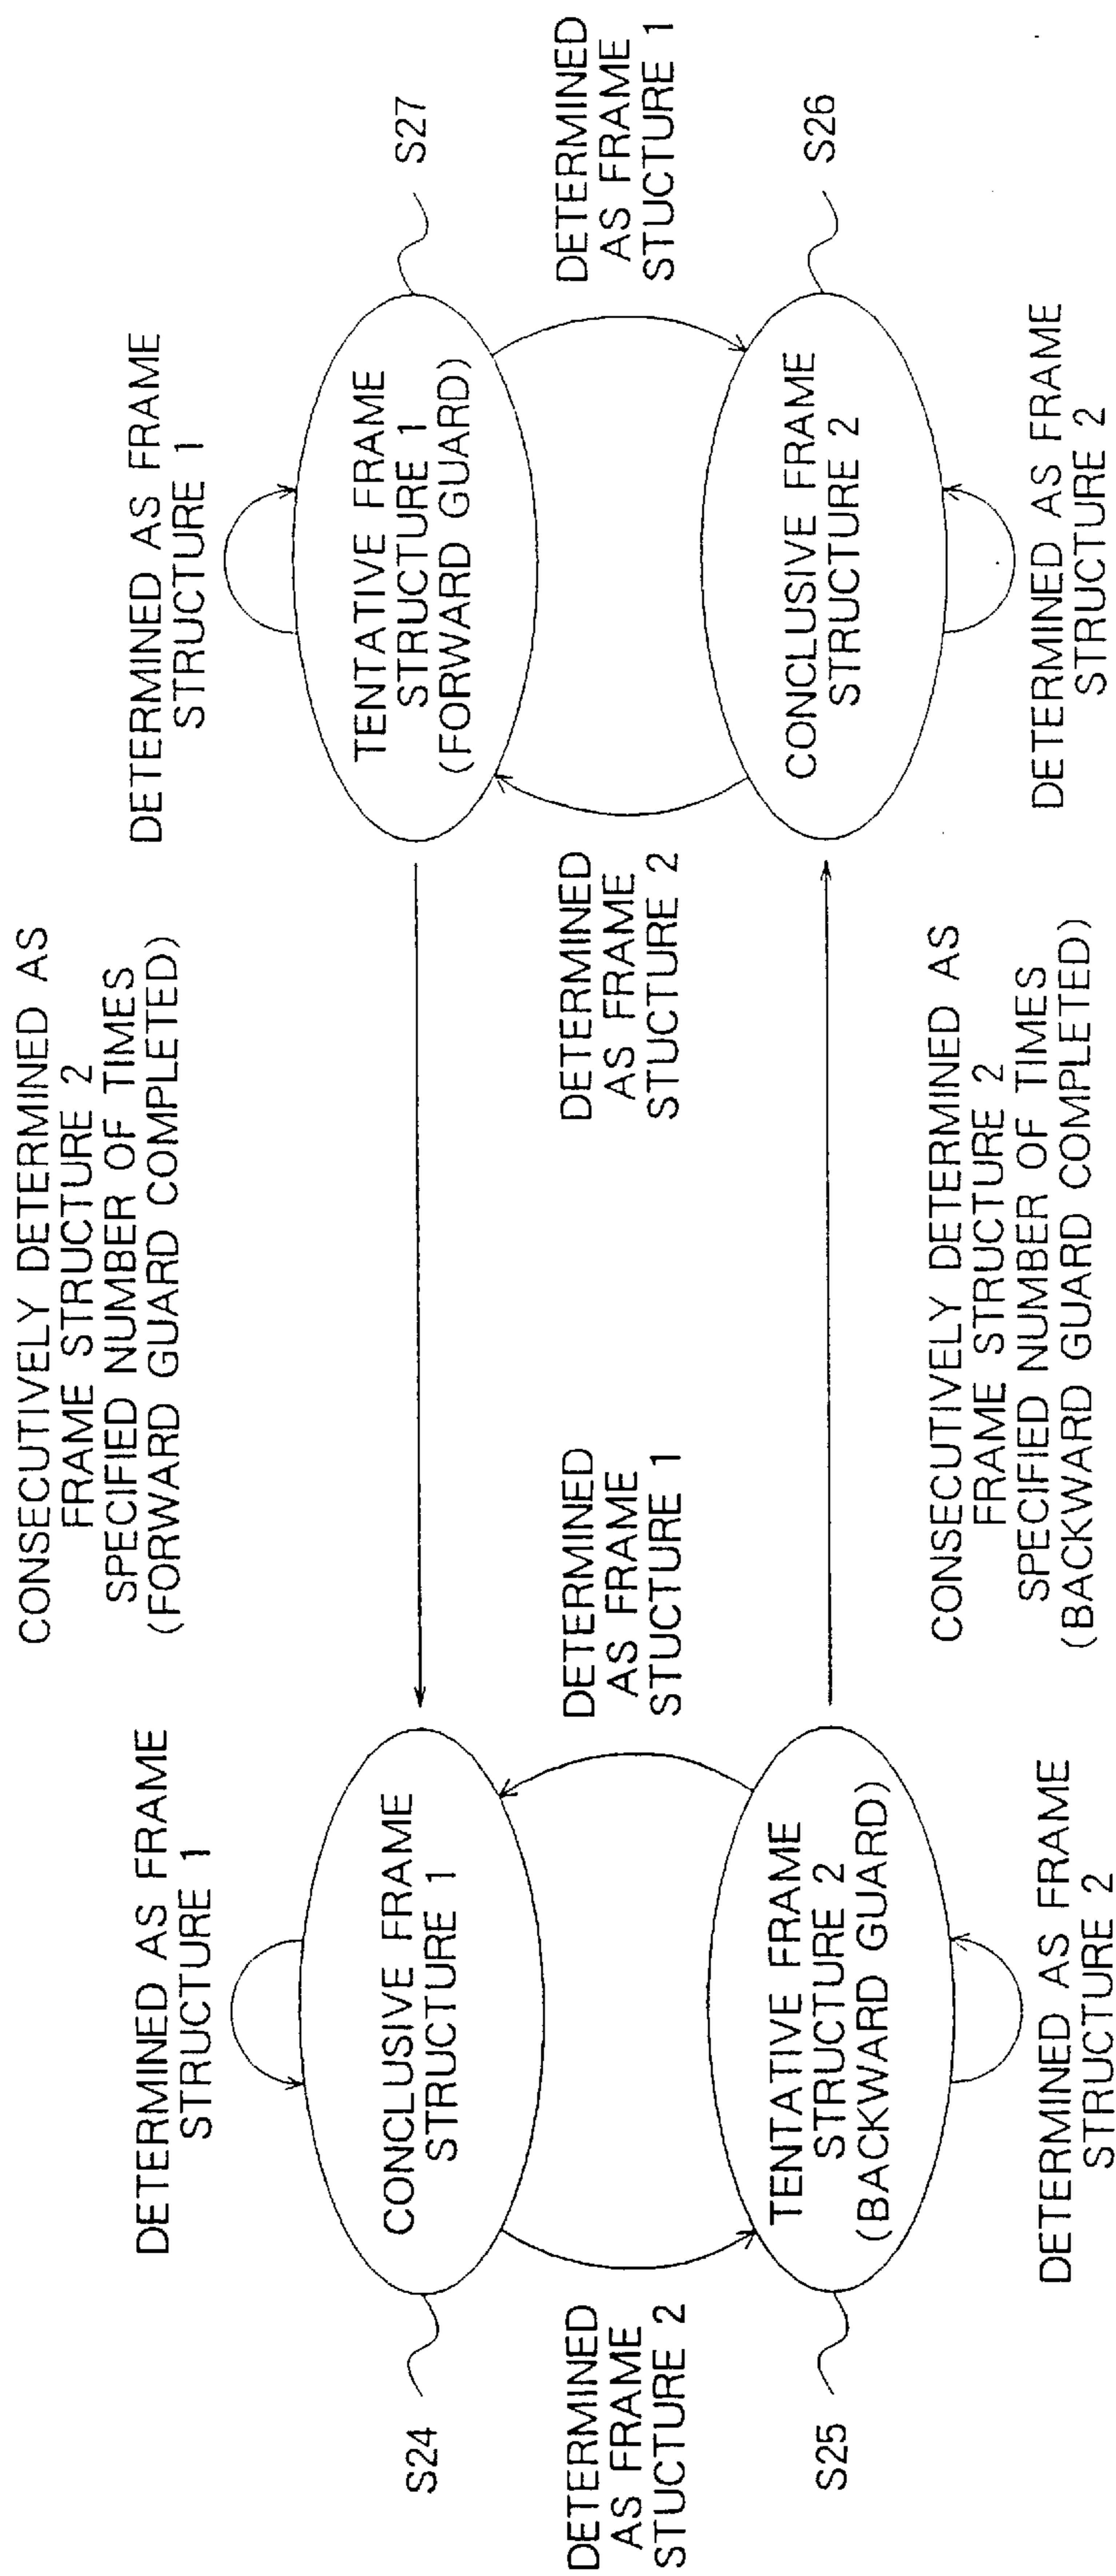 CONSECUTIVELY DETERMINED AS
FRAME STRUCTURE 2
SPECIFIED NUMBER OF TIMES
(FORWARD GUARD COMPLETED)
DETERMINED AS FRAME
STRUCTURE 1
DETERMINED AS FRAME
STRUCTURE 1
S24
CONCLUSIVE FRAME
STRUCTURE 1
TENTATIVE FRAME
STRUCTURE 1
(FORWARD GUARD)
S27
DETERMINED
AS FRAME
STUCTURE 2
DETERMINED
AS FRAME
STUCTURE 1
DETERMINED
AS FRAME
STUCTURE 2
DETERMINED
AS FRAME
STUCTURE 1
S25
TENTATIVE FRAME
STRUCTURE 2
(BACKWARD GUARD)
CONCLUSIVE FRAME
STRUCTURE 2
S26
DETERMINED AS FRAME
STRUCTURE 2
CONSECUTIVELY DETERMINED AS
FRAME STRUCTURE 2
SPECIFIED NUMBER OF TIMES
(BACKWARD GUARD COMPLETED)
DETERMINED AS FRAME
STRUCTURE 2